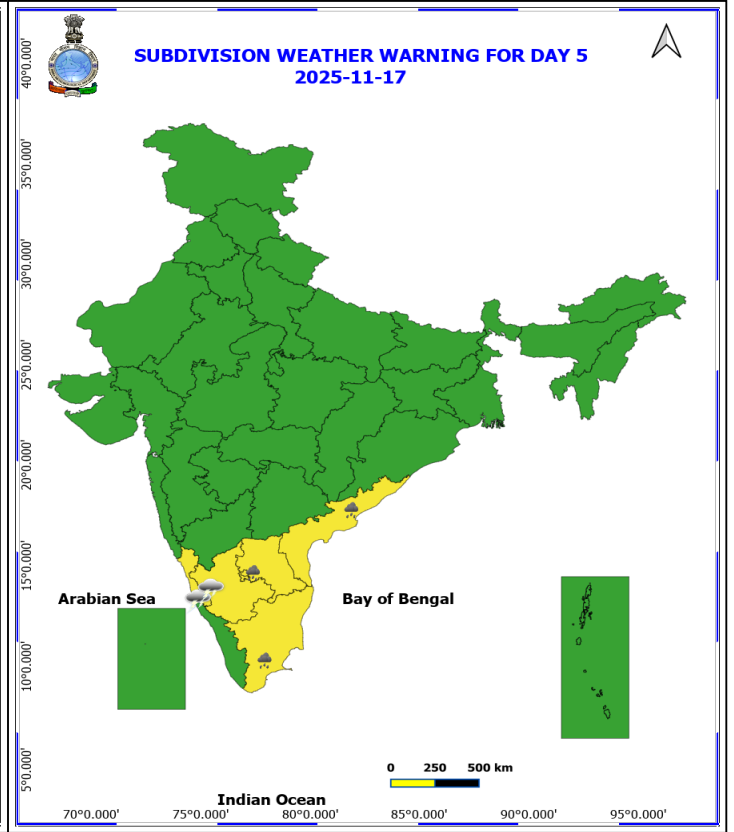 SUBDIVISION WEATHER WARNING FOR DAY 5
2025-11-17
40°0.000'
35°0.000'
30°0.000'
25°0.000'
20°0.000'
15°0.000'
10°0.000'
5°0.000'
Arabian Sea
Bay of Bengal
0 250 500 km
Indian Ocean
70°0.000' 75°0.000' 80°0.000' 85°0.000' 90°0.000' 95°0.000'